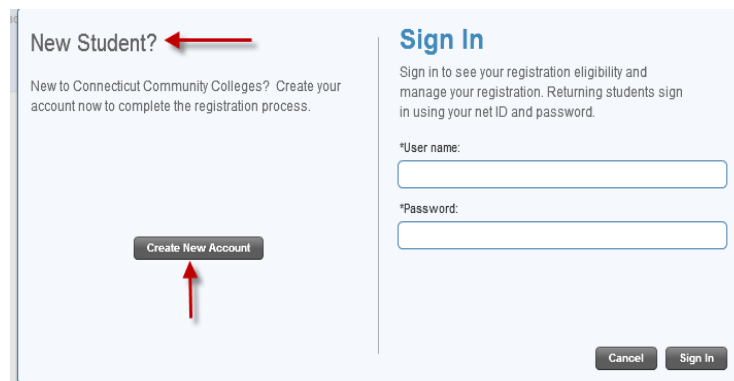 New Student?
New to Connecticut Community Colleges? Create your
account now to complete the registration process.
Create New Account
Sign In
Sign in to see your registration eligibility and
manage your registration. Returning students sign
in using your net ID and password.
*User name:
*Password:
Cancel
Sign In